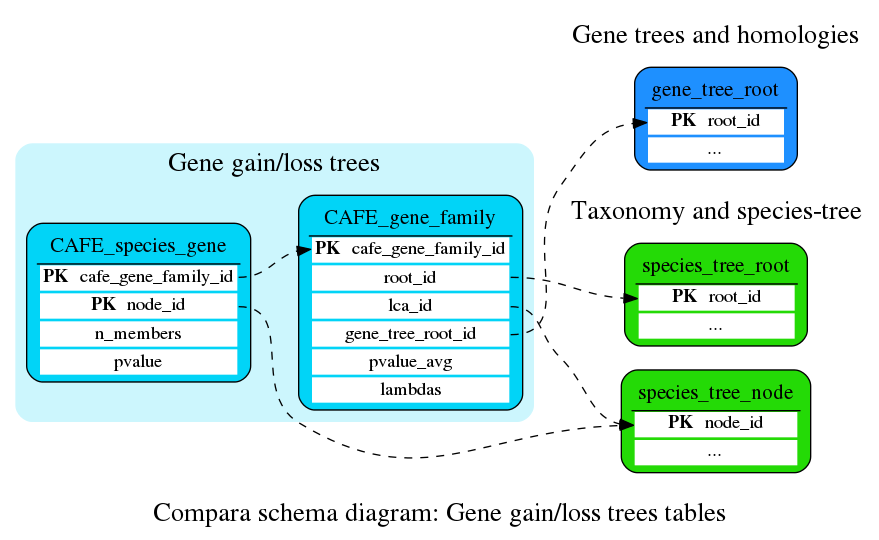 Gene trees and homologies
gene_tree_root
PK root_id
...
Gene gain/loss trees
CAFE_species_gene
PK cafe_gene_family_id
PK node_id
n_members
pvalue
CAFE_gene_family
PK cafe_gene_family_id
root_id
lca_id
gene_tree_root_id
pvalue_avg
lambdas
Taxonomy and species-tree
species_tree_root
PK root_id
...
species_tree_node
PK node_id
...
Compara schema diagram: Gene gain/loss trees tables